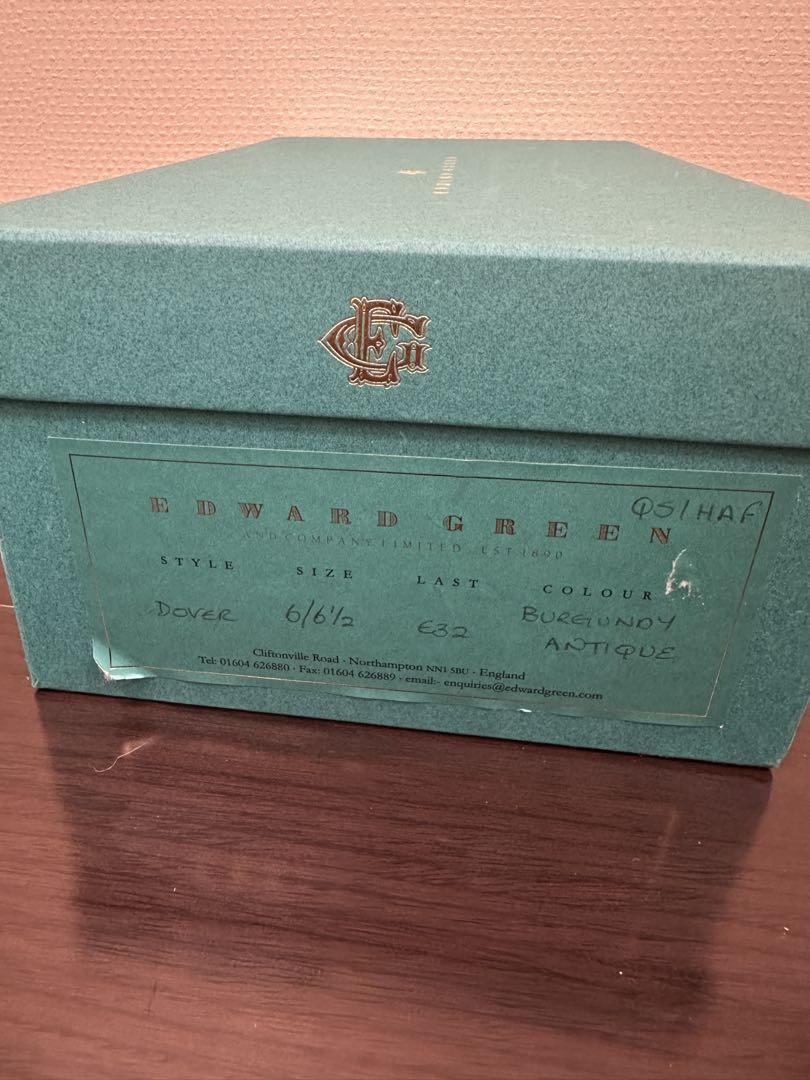 EDWARD GREEN
QS1HAF
AND COMPANY LIMITED. EST 1890
STYLE SIZE LAST COLOUR
DOVER 6/6½ E32 BURGUNDY
ANTIQUE
Cliftonville Road · Northampton NN1 5BU · England
Tel: 01604 626880 · Fax: 01604 626889 · email:- enquiries@edwardgreen.com